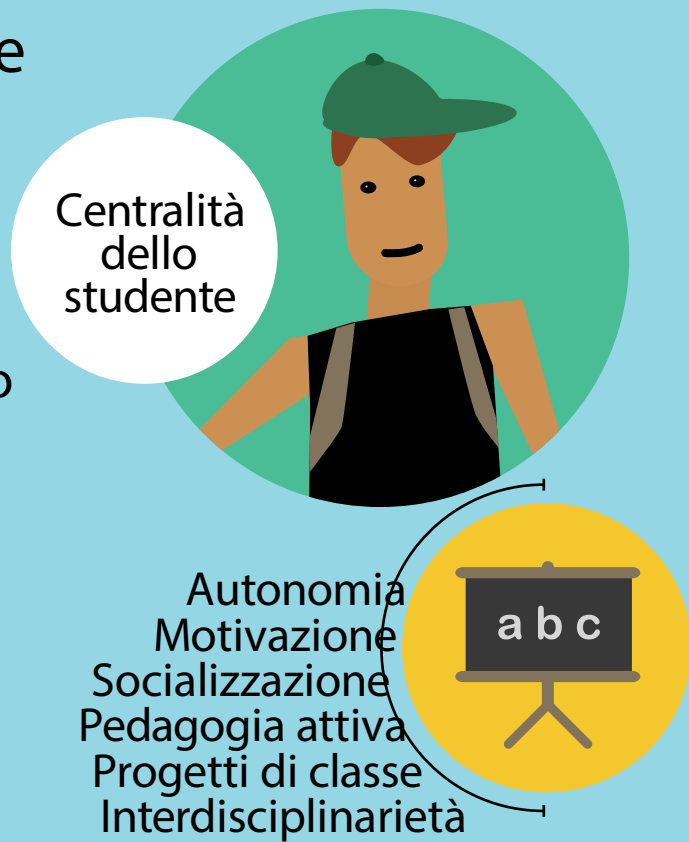 e
Centralità
dello
studente
o
Autonomia
Motivazione
Socializzazione
Pedagogia attiva
Progetti di classe
Interdisciplinarietà
a b c